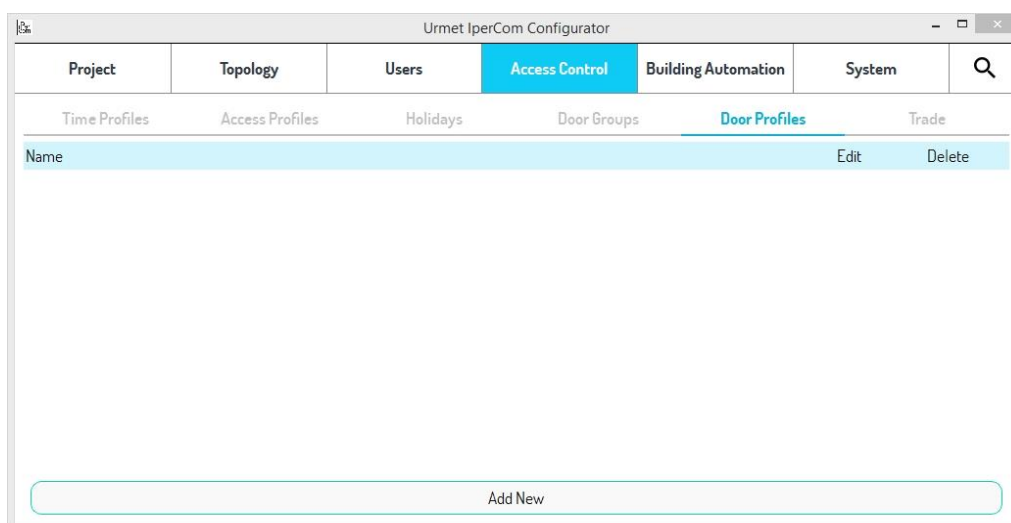 Urmet IperCom Configurator
Project Topology Users Access Control Building Automation System
Time Profiles Access Profiles Holidays Door Groups Door Profiles Trade
Name Edit Delete
Add New